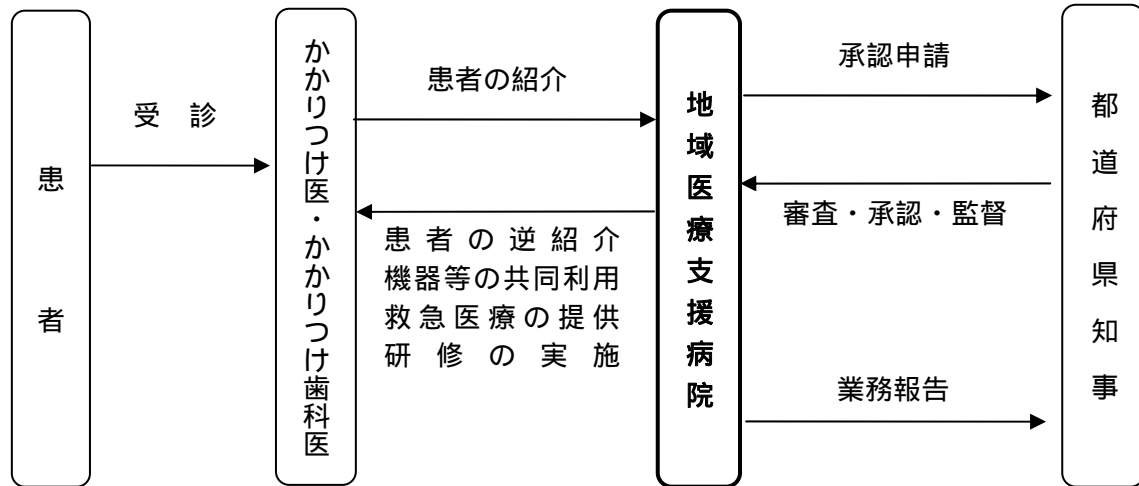 患者
受　診
かかりつけ医・かかりつけ歯科医
患者の紹介
患者の逆紹介
機器等の共同利用
救急医療の提供
研修の実施
地域医療支援病院
承認申請
審査・承認・監督
業務報告
都道府県知事